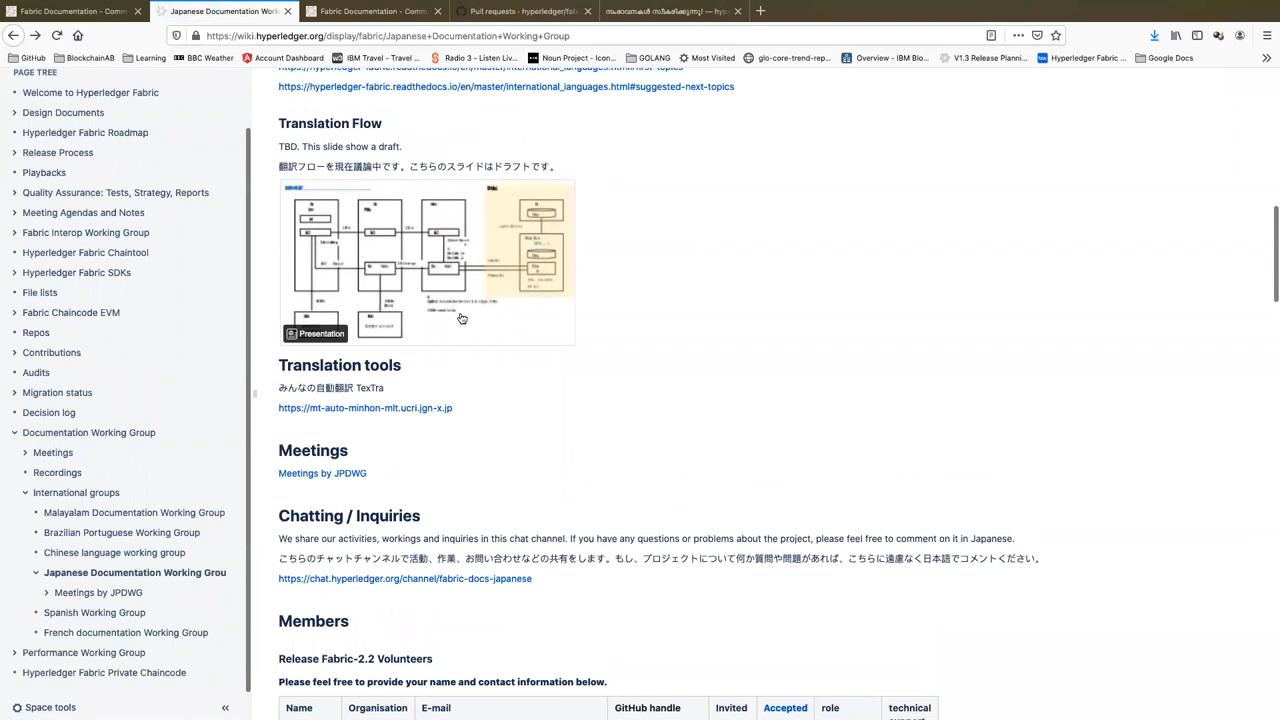 Fabric Documentation - Comm
Japanese Documentation Work
Fabric Documentation - Comm
Pull requests - hyperledger/fab
സംഭാവനകൾ സ്വീകരിക്കുന്നു! — hy
https://wiki.hyperledger.org/display/fabric/Japanese+Documentation+Working+Group
GitHub
BlockchainAB
Learning
BBC Weather
Account Dashboard
IBM Travel - Travel ...
Radio 3 - Listen Liv...
Noun Project - Icon...
GOLANG
Most Visited
glo-core-trend-rep...
Overview - IBM Blo...
V1.3 Release Planni...
Hyperledger Fabric ...
Google Docs
PAGE TREE
Welcome to Hyperledger Fabric
Design Documents
Hyperledger Fabric Roadmap
Release Process
Playbacks
Quality Assurance: Tests, Strategy, Reports
Meeting Agendas and Notes
Fabric Interop Working Group
Hyperledger Fabric Chaintool
Hyperledger Fabric SDKs
File lists
Fabric Chaincode EVM
Repos
Contributions
Audits
Migration status
Decision log
Documentation Working Group
Meetings
Recordings
International groups
Malayalam Documentation Working Group
Brazilian Portuguese Working Group
Chinese language working group
Japanese Documentation Working Grou
Meetings by JPDWG
Spanish Working Group
French documentation Working Group
Performance Working Group
Hyperledger Fabric Private Chaincode
Space tools
https://hyperledger-fabric.readthedocs.io/en/master/international_languages.html#first-topics
https://hyperledger-fabric.readthedocs.io/en/master/international_languages.html#suggested-next-topics
Translation Flow
TBD. This slide show a draft.
翻訳フローを現在議論中です。こちらのスライドはドラフトです。
Presentation
Translation tools
みんなの自動翻訳 TexTra
https://mt-auto-minhon-mlt.ucri.jgn-x.jp
Meetings
Meetings by JPDWG
Chatting / Inquiries
We share our activities, workings and inquiries in this chat channel. If you have any questions or problems about the project, please feel free to comment on it in Japanese.
こちらのチャットチャンネルで活動、作業、お問い合わせなどの共有をします。もし、プロジェクトについて何か質問や問題があれば、こちらに遠慮なく日本語でコメントください。
https://chat.hyperledger.org/channel/fabric-docs-japanese
Members
Release Fabric-2.2 Volunteers
Please feel free to provide your name and contact information below.
Name Organisation E-mail GitHub handle Invited Accepted role technical